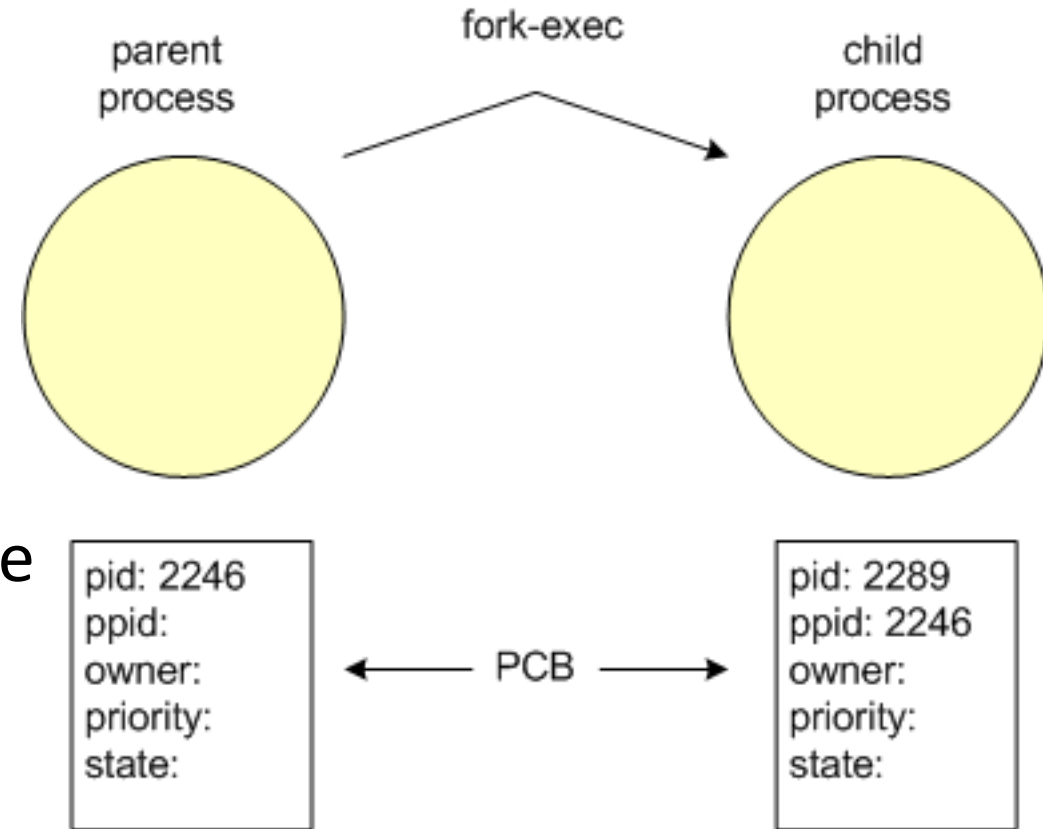 fork-exec
parent
process
child
process
e
pid: 2246
ppid:
owner:
priority:
state:
PCB
pid: 2289
ppid: 2246
owner:
priority:
state: